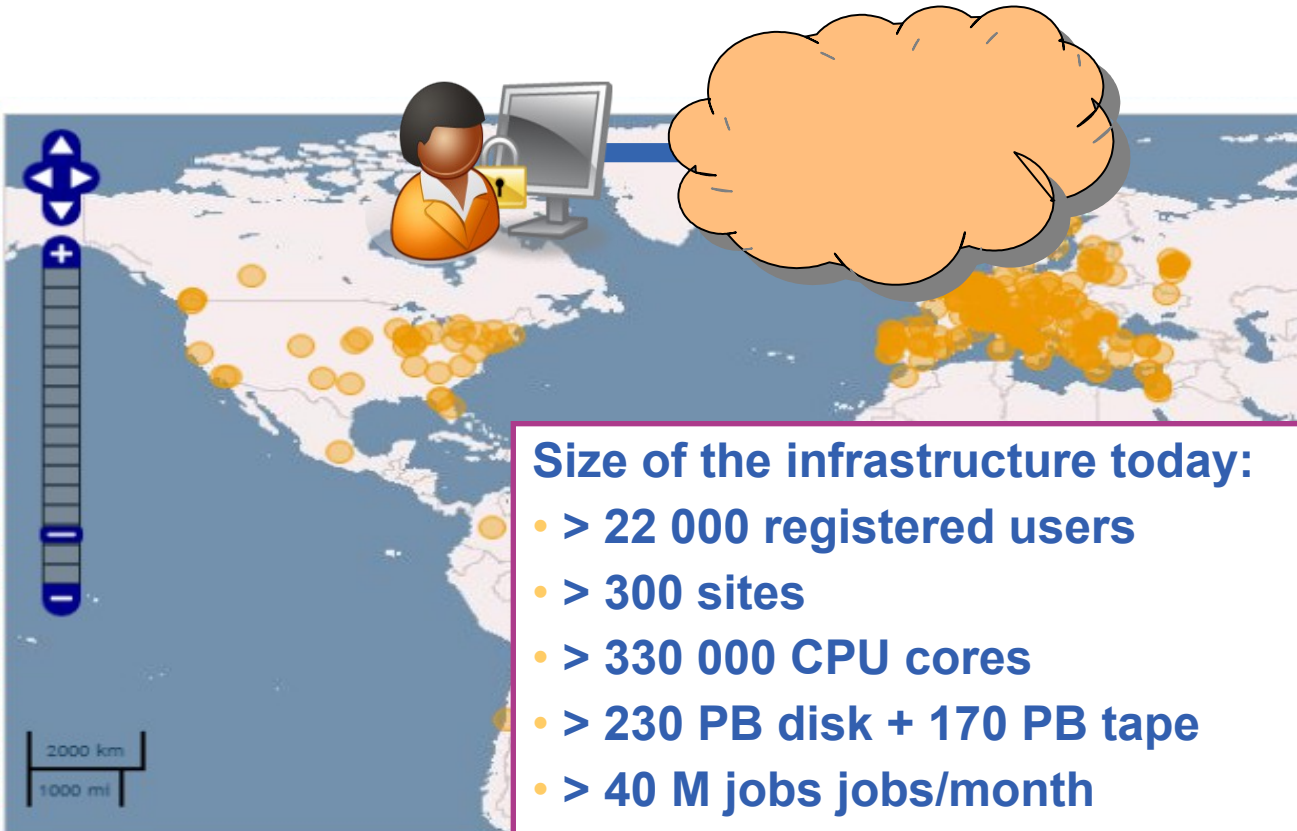 Size of the infrastructure today:
• > 22 000 registered users
• > 300 sites
• > 330 000 CPU cores
• > 230 PB disk + 170 PB tape
• > 40 M jobs jobs/month
2000 km
1000 mi